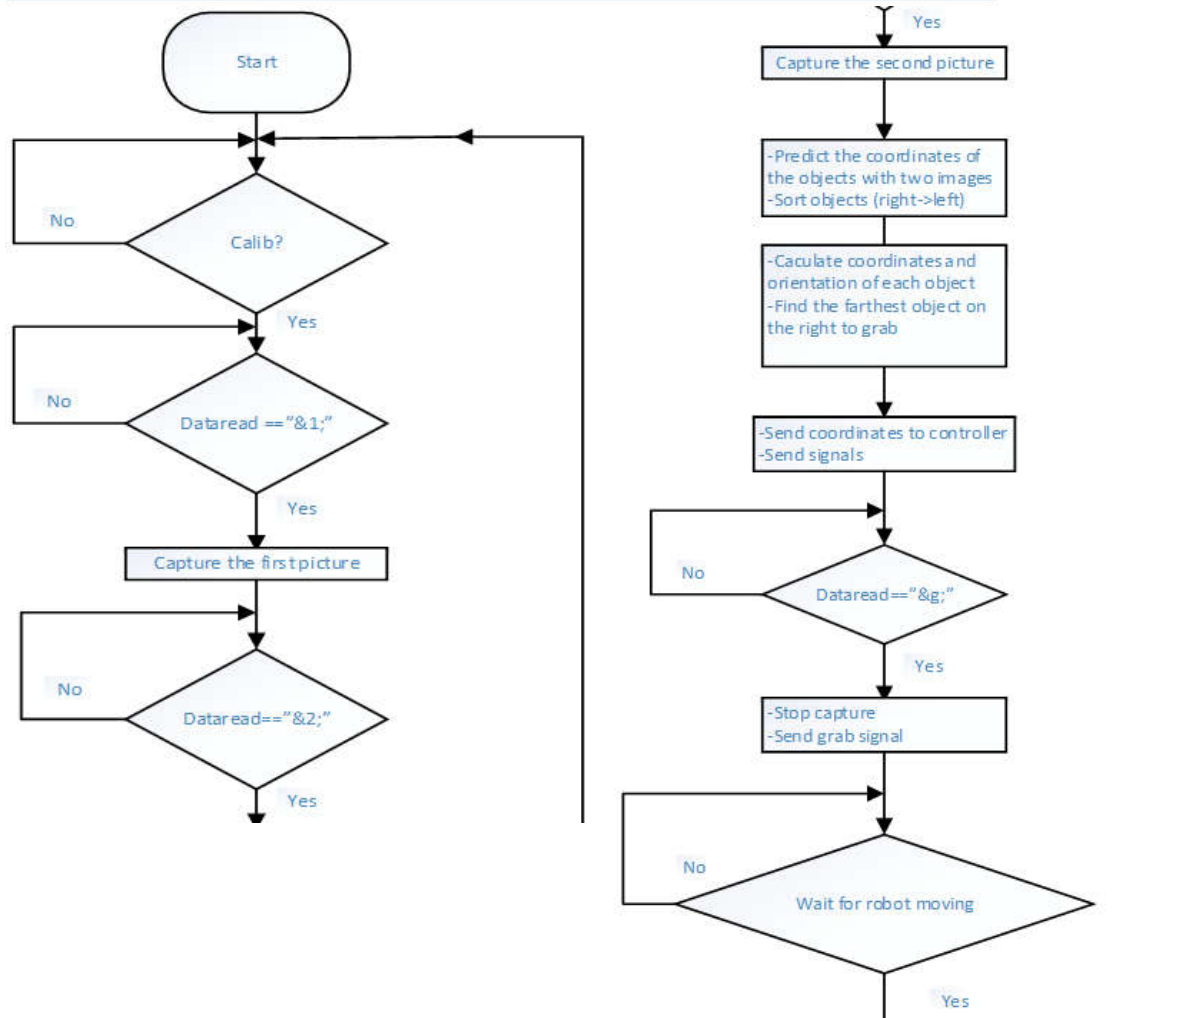 Start
No
Calib?
Yes
No
Dataread =="&1;"
Yes
Capture the first picture
No
Dataread=="&2;"
Yes
Yes
Capture the second picture
-Predict the coordinates of
the objects with two images
-Sort objects (right->left)
-Caculate coordinates and
orientation of each object
-Find the farthest object on
the right to grab
-Send coordinates to controller
-Send signals
No
Dataread=="&g;"
Yes
-Stop capture
-Send grab signal
No
Wait for robot moving
Yes